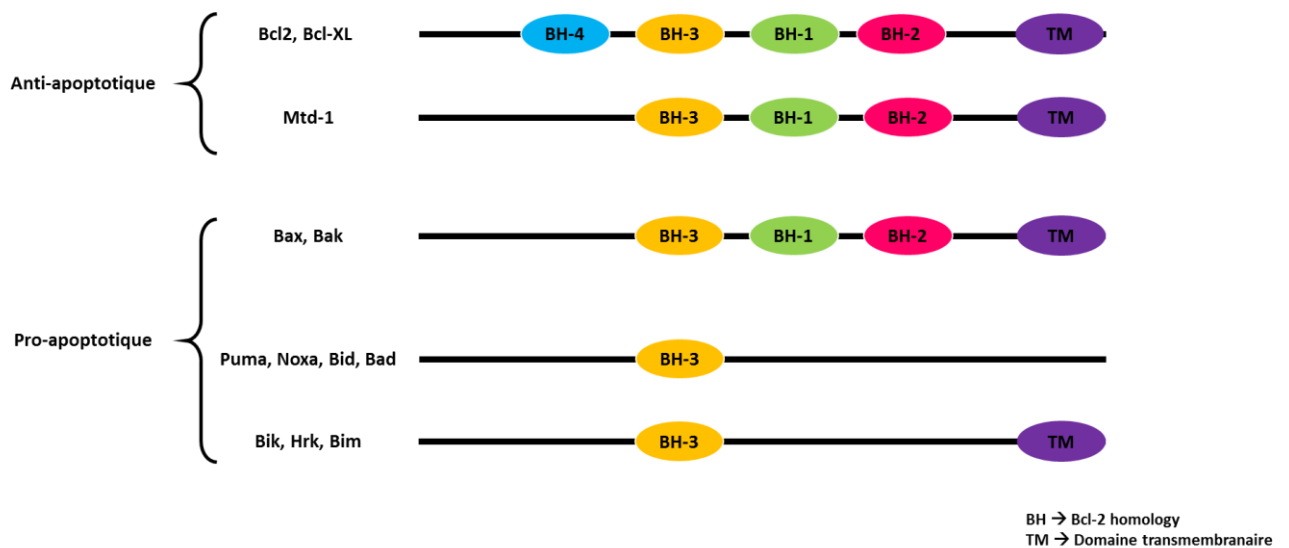 Anti-apoptotique
Bcl2, Bcl-XL
BH-4 BH-3 BH-1 BH-2 TM
Mtd-1
BH-3 BH-1 BH-2 TM
Pro-apoptotique
Bax, Bak
BH-3 BH-1 BH-2 TM
Puma, Noxa, Bid, Bad
BH-3
Bik, Hrk, Bim
BH-3 TM
BH → Bcl-2 homology
TM → Domaine transmembranaire